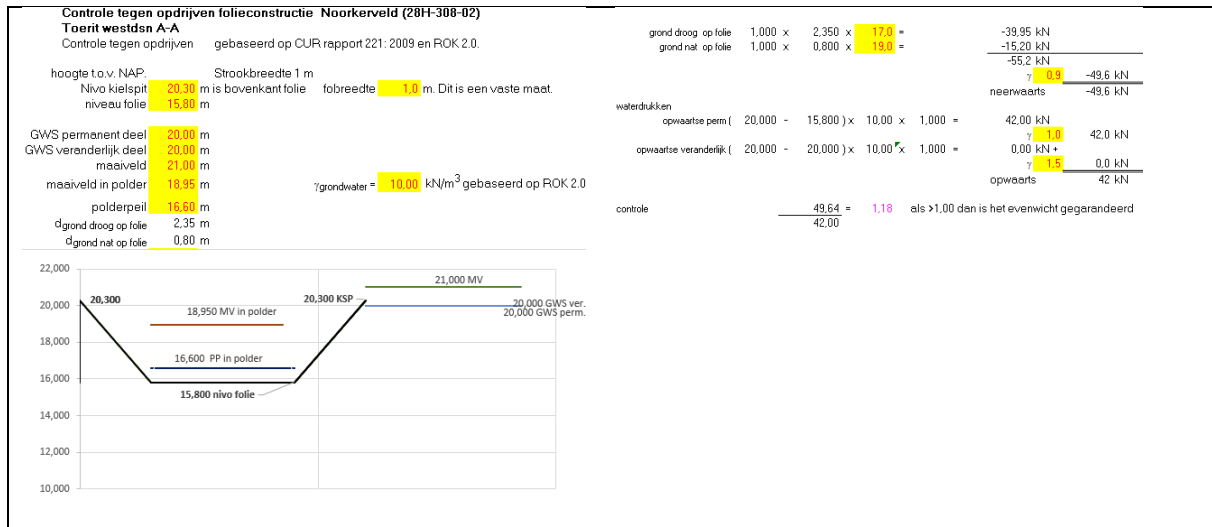 Controle tegen opdrijven folieconstructie Noorkerveld (28H-308-02)
Toerit westdsn A-A
Controle tegen opdrijven gebaseerd op CUR rapport 221: 2009 en ROK 2.0.
hoogte t.o.v. NAP. Strookbreedte 1 m
Nivo kielspit 20,30 m is bovenkant folie fobreedte 1,0 m. Dit is een vaste maat.
niveau folie 15,80 m
GWS permanent deel 20,00 m
GWS veranderlijk deel 20,00 m
maaiveld 21,00 m
maaiveld in polder 18,95 m γgrondwater = 10,00 kN/m³ gebaseerd op ROK 2.0
polderpeil 16,60 m
dgrond droog op folie 2,35 m
dgrond nat op folie 0,80 m
grond droog op folie 1,000 x 2,350 x 17,0 = -39,95 kN
grond nat op folie 1,000 x 0,800 x 19,0 = -15,20 kN
-55,2 kN
γ 0,9 -49,6 kN
neerwaarts -49,6 kN
waterdrukken
opwaartse perm ( 20,000 - 15,800 ) x 10,00 x 1,000 = 42,00 kN
γ 1,0 42,0 kN
opwaartse veranderlijk ( 20,000 - 20,000 ) x 10,00 x 1,000 = 0,00 kN +
γ 1,5 0,0 kN
opwaarts 42 kN
controle 49,64 = 1,18 als >1,00 dan is het evenwicht gegarandeerd
42,00
22,000
20,000
18,000
16,000
14,000
12,000
10,000
20,300
18,950 MV in polder
16,600 PP in polder
15,800 nivo folie
20,300 KSP
21,000 MV
20,000 GWS ver.
20,000 GWS perm.